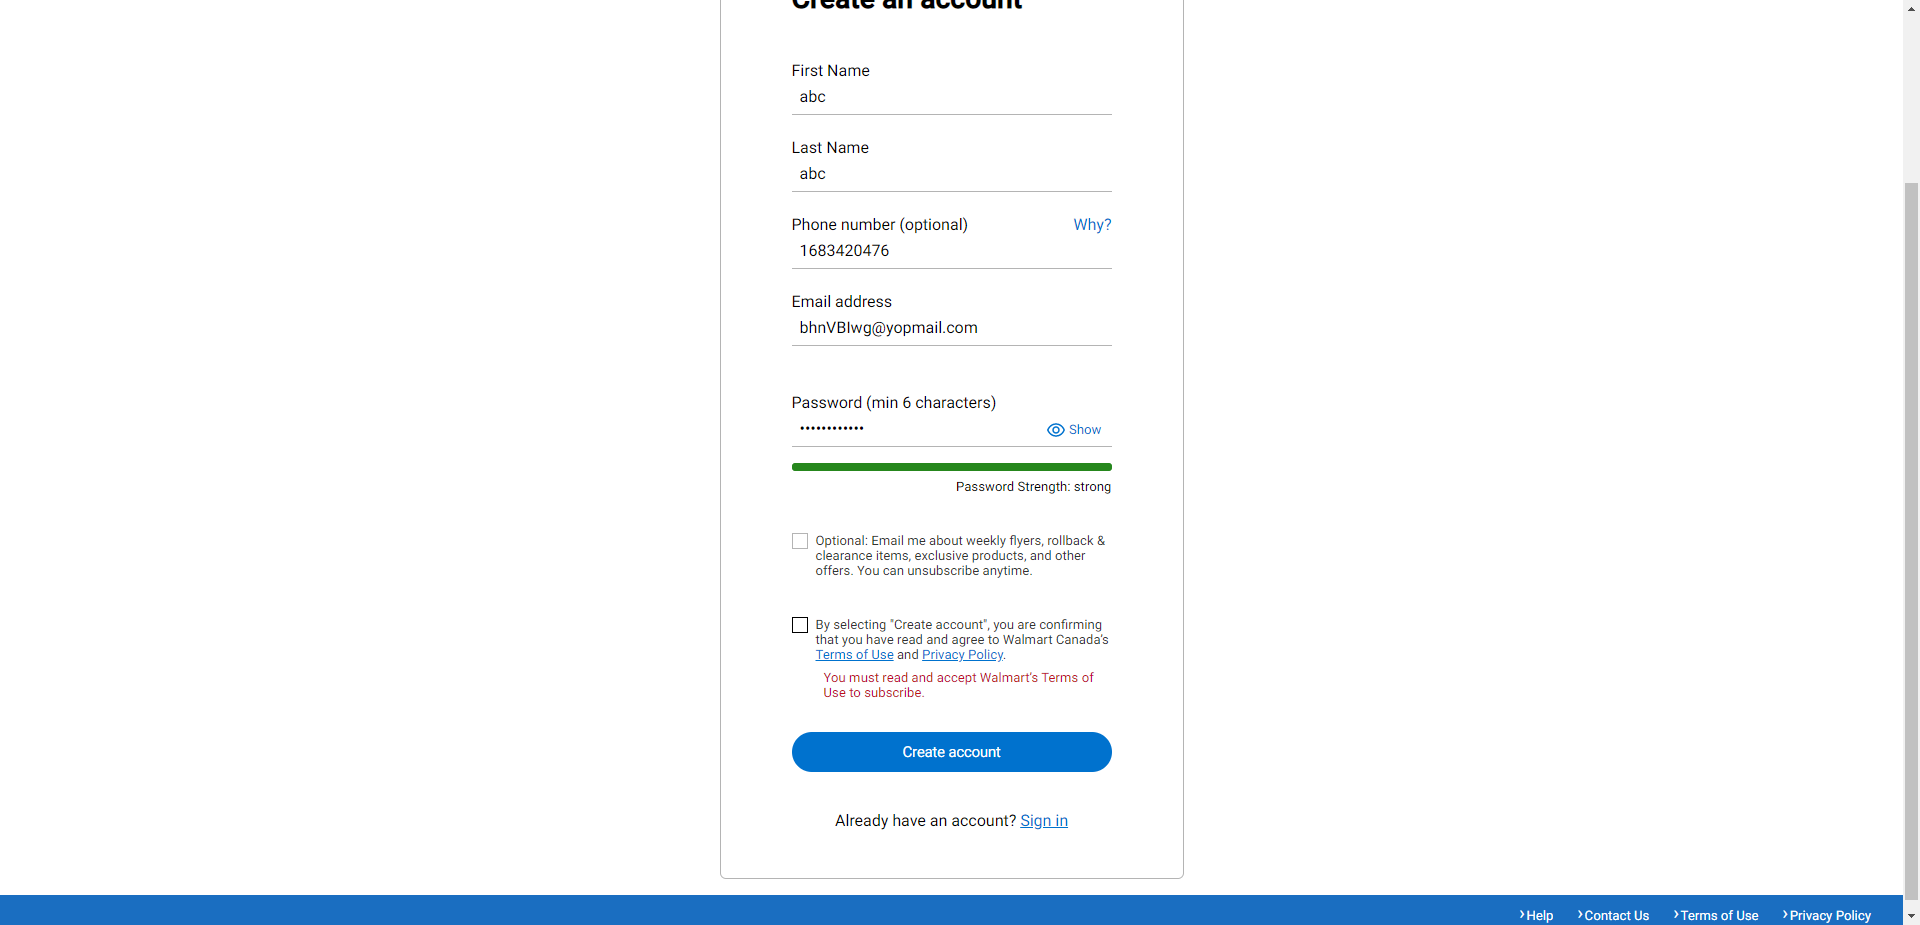 Create an account
First Name
abc
Last Name
abc
Phone number (optional) Why?
1683420476
Email address
bhnVBIwg@yopmail.com
Password (min 6 characters)
•••••••••••• Show
Password Strength: strong
Optional: Email me about weekly flyers, rollback &
clearance items, exclusive products, and other
offers. You can unsubscribe anytime.
By selecting "Create account", you are confirming
that you have read and agree to Walmart Canada's
Terms of Use and Privacy Policy.
You must read and accept Walmart's Terms of
Use to subscribe.
Create account
Already have an account? Sign in
Help Contact Us Terms of Use Privacy Policy